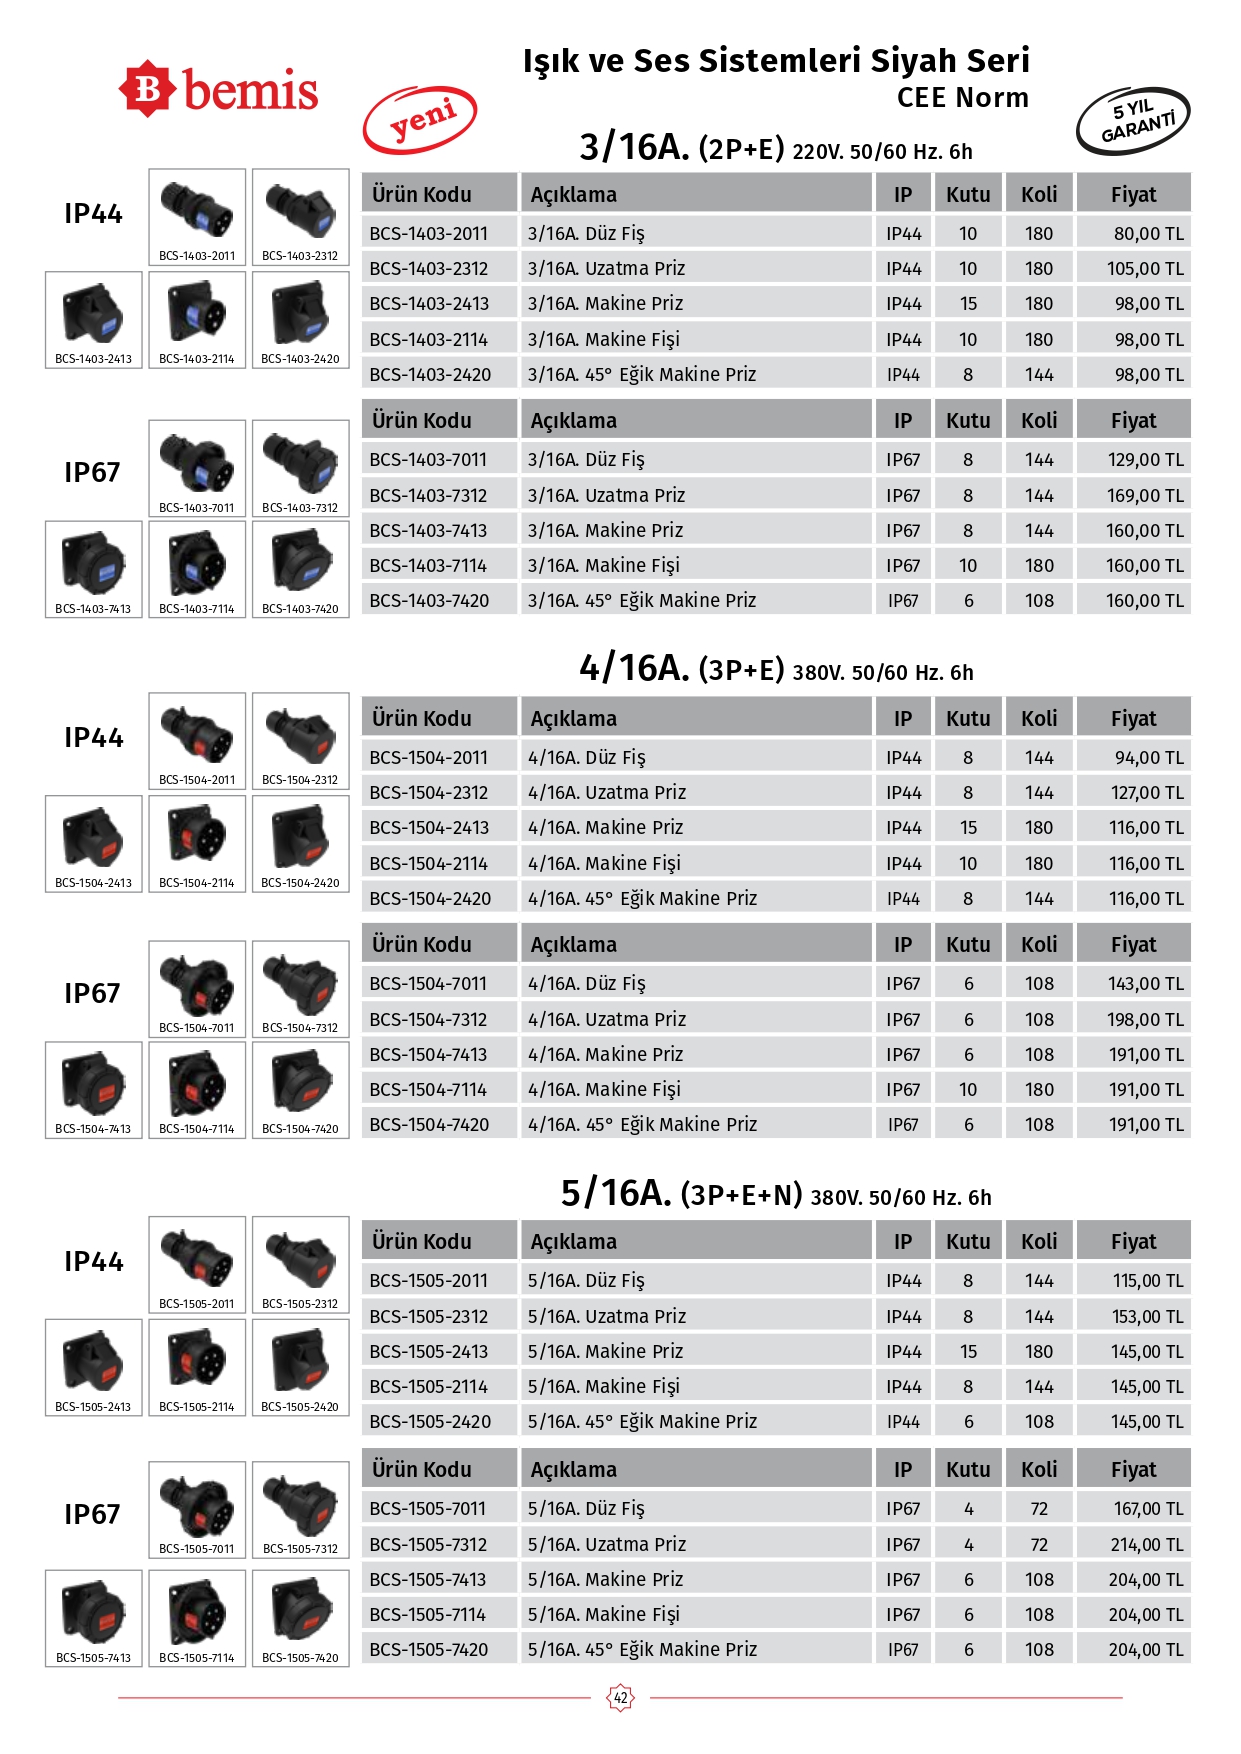 B bemis
Işık ve Ses Sistemleri Siyah Seri
CEE Norm
yeni
5 YIL
GARANTİ
3/16A. (2P+E) 220V. 50/60 Hz. 6h
IP44
BCS-1403-2011 BCS-1403-2312
BCS-1403-2413 BCS-1403-2114 BCS-1403-2420
Ürün Kodu Açıklama IP Kutu Koli Fiyat
BCS-1403-2011 3/16A. Düz Fiş IP44 10 180 80,00 TL
BCS-1403-2312 3/16A. Uzatma Priz IP44 10 180 105,00 TL
BCS-1403-2413 3/16A. Makine Priz IP44 15 180 98,00 TL
BCS-1403-2114 3/16A. Makine Fişi IP44 10 180 98,00 TL
BCS-1403-2420 3/16A. 45° Eğik Makine Priz IP44 8 144 98,00 TL
IP67
BCS-1403-7011 BCS-1403-7312
BCS-1403-7413 BCS-1403-7114 BCS-1403-7420
Ürün Kodu Açıklama IP Kutu Koli Fiyat
BCS-1403-7011 3/16A. Düz Fiş IP67 8 144 129,00 TL
BCS-1403-7312 3/16A. Uzatma Priz IP67 8 144 169,00 TL
BCS-1403-7413 3/16A. Makine Priz IP67 8 144 160,00 TL
BCS-1403-7114 3/16A. Makine Fişi IP67 10 180 160,00 TL
BCS-1403-7420 3/16A. 45° Eğik Makine Priz IP67 6 108 160,00 TL
4/16A. (3P+E) 380V. 50/60 Hz. 6h
IP44
BCS-1504-2011 BCS-1504-2312
BCS-1504-2413 BCS-1504-2114 BCS-1504-2420
Ürün Kodu Açıklama IP Kutu Koli Fiyat
BCS-1504-2011 4/16A. Düz Fiş IP44 8 144 94,00 TL
BCS-1504-2312 4/16A. Uzatma Priz IP44 8 144 127,00 TL
BCS-1504-2413 4/16A. Makine Priz IP44 15 180 116,00 TL
BCS-1504-2114 4/16A. Makine Fişi IP44 10 180 116,00 TL
BCS-1504-2420 4/16A. 45° Eğik Makine Priz IP44 8 144 116,00 TL
IP67
BCS-1504-7011 BCS-1504-7312
BCS-1504-7413 BCS-1504-7114 BCS-1504-7420
Ürün Kodu Açıklama IP Kutu Koli Fiyat
BCS-1504-7011 4/16A. Düz Fiş IP67 6 108 143,00 TL
BCS-1504-7312 4/16A. Uzatma Priz IP67 6 108 198,00 TL
BCS-1504-7413 4/16A. Makine Priz IP67 6 108 191,00 TL
BCS-1504-7114 4/16A. Makine Fişi IP67 10 180 191,00 TL
BCS-1504-7420 4/16A. 45° Eğik Makine Priz IP67 6 108 191,00 TL
5/16A. (3P+E+N) 380V. 50/60 Hz. 6h
IP44
BCS-1505-2011 BCS-1505-2312
BCS-1505-2413 BCS-1505-2114 BCS-1505-2420
Ürün Kodu Açıklama IP Kutu Koli Fiyat
BCS-1505-2011 5/16A. Düz Fiş IP44 8 144 115,00 TL
BCS-1505-2312 5/16A. Uzatma Priz IP44 8 144 153,00 TL
BCS-1505-2413 5/16A. Makine Priz IP44 15 180 145,00 TL
BCS-1505-2114 5/16A. Makine Fişi IP44 8 144 145,00 TL
BCS-1505-2420 5/16A. 45° Eğik Makine Priz IP44 6 108 145,00 TL
IP67
BCS-1505-7011 BCS-1505-7312
BCS-1505-7413 BCS-1505-7114 BCS-1505-7420
Ürün Kodu Açıklama IP Kutu Koli Fiyat
BCS-1505-7011 5/16A. Düz Fiş IP67 4 72 167,00 TL
BCS-1505-7312 5/16A. Uzatma Priz IP67 4 72 214,00 TL
BCS-1505-7413 5/16A. Makine Priz IP67 6 108 204,00 TL
BCS-1505-7114 5/16A. Makine Fişi IP67 6 108 204,00 TL
BCS-1505-7420 5/16A. 45° Eğik Makine Priz IP67 6 108 204,00 TL
42